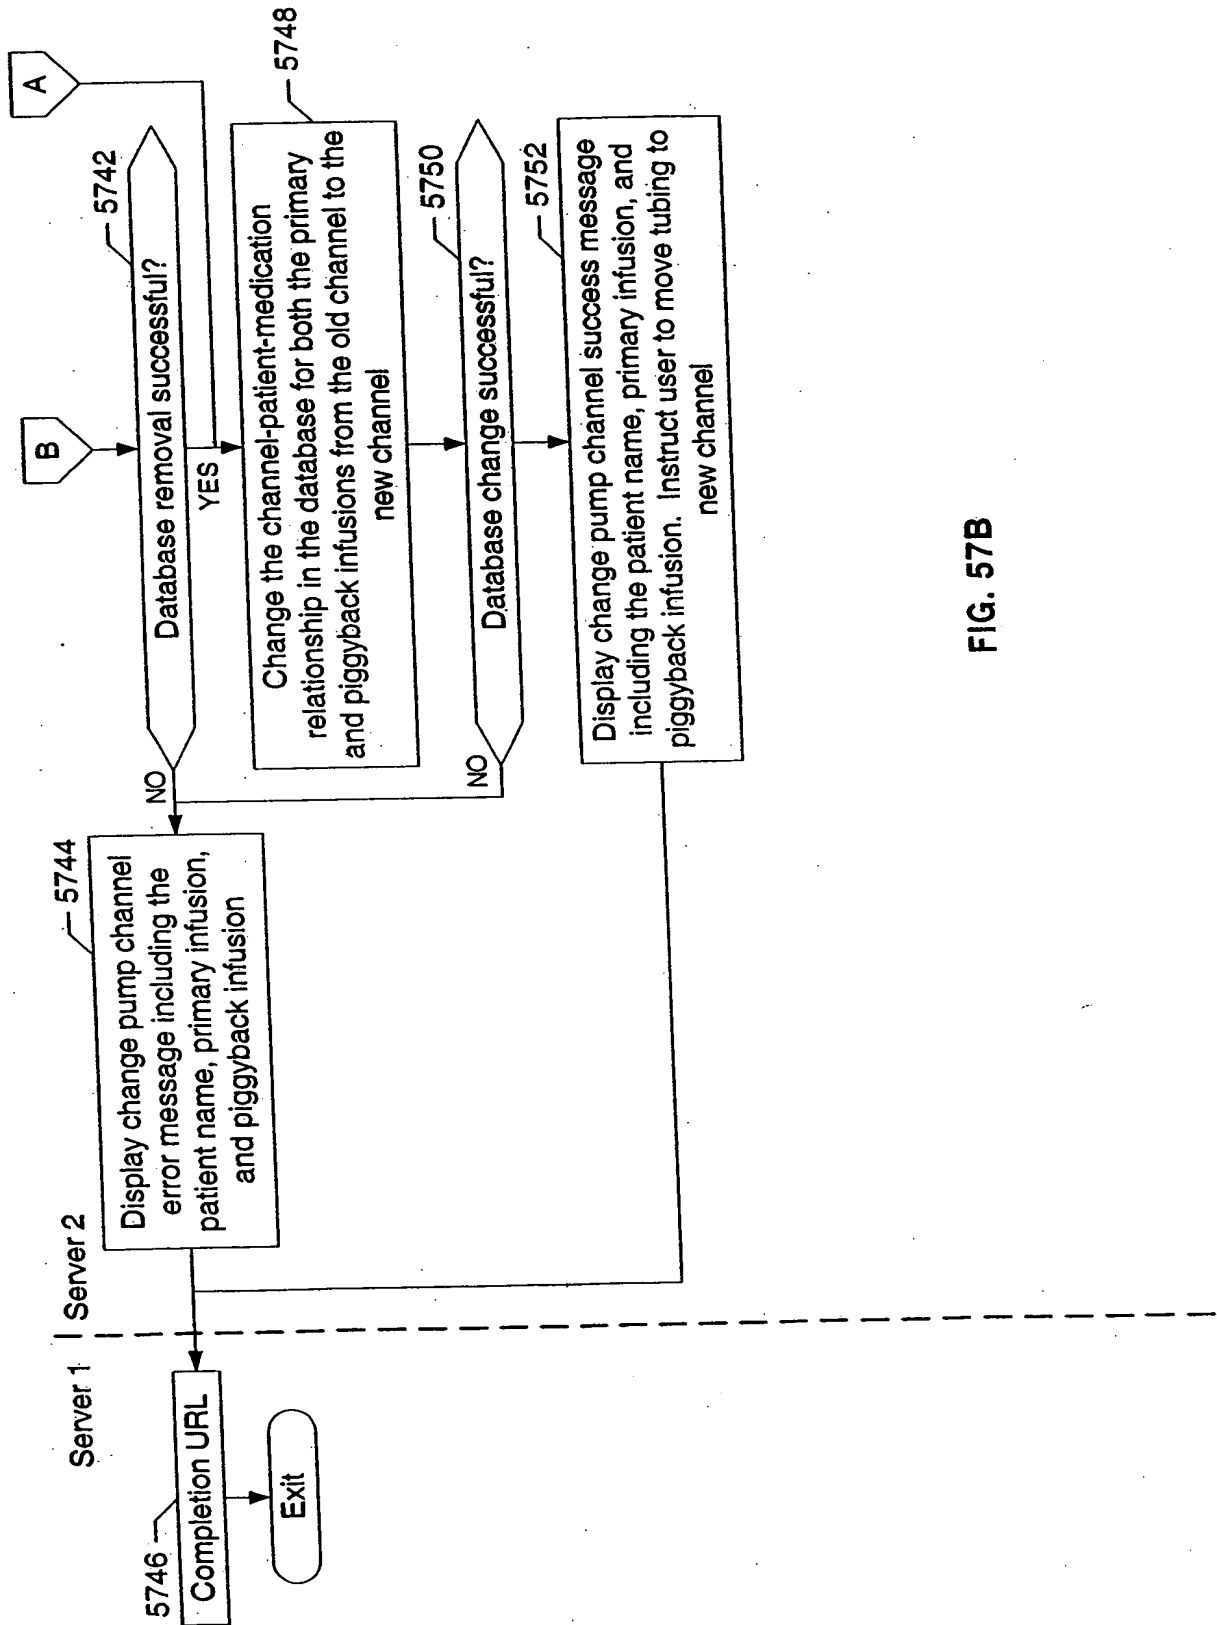 Server 1
Server 2
B
A
5742
Database removal successful?
YES
NO
5748
Change the channel-patient-medication
relationship in the database for both the primary
and piggyback infusions from the old channel to the
new channel
5750
Database change successful?
NO
5752
Display change pump channel success message
including the patient name, primary infusion, and
piggyback infusion. Instruct user to move tubing to
new channel
5744
Display change pump channel
error message including the
patient name, primary infusion,
and piggyback infusion
5746
Completion URL
Exit
FIG. 57B